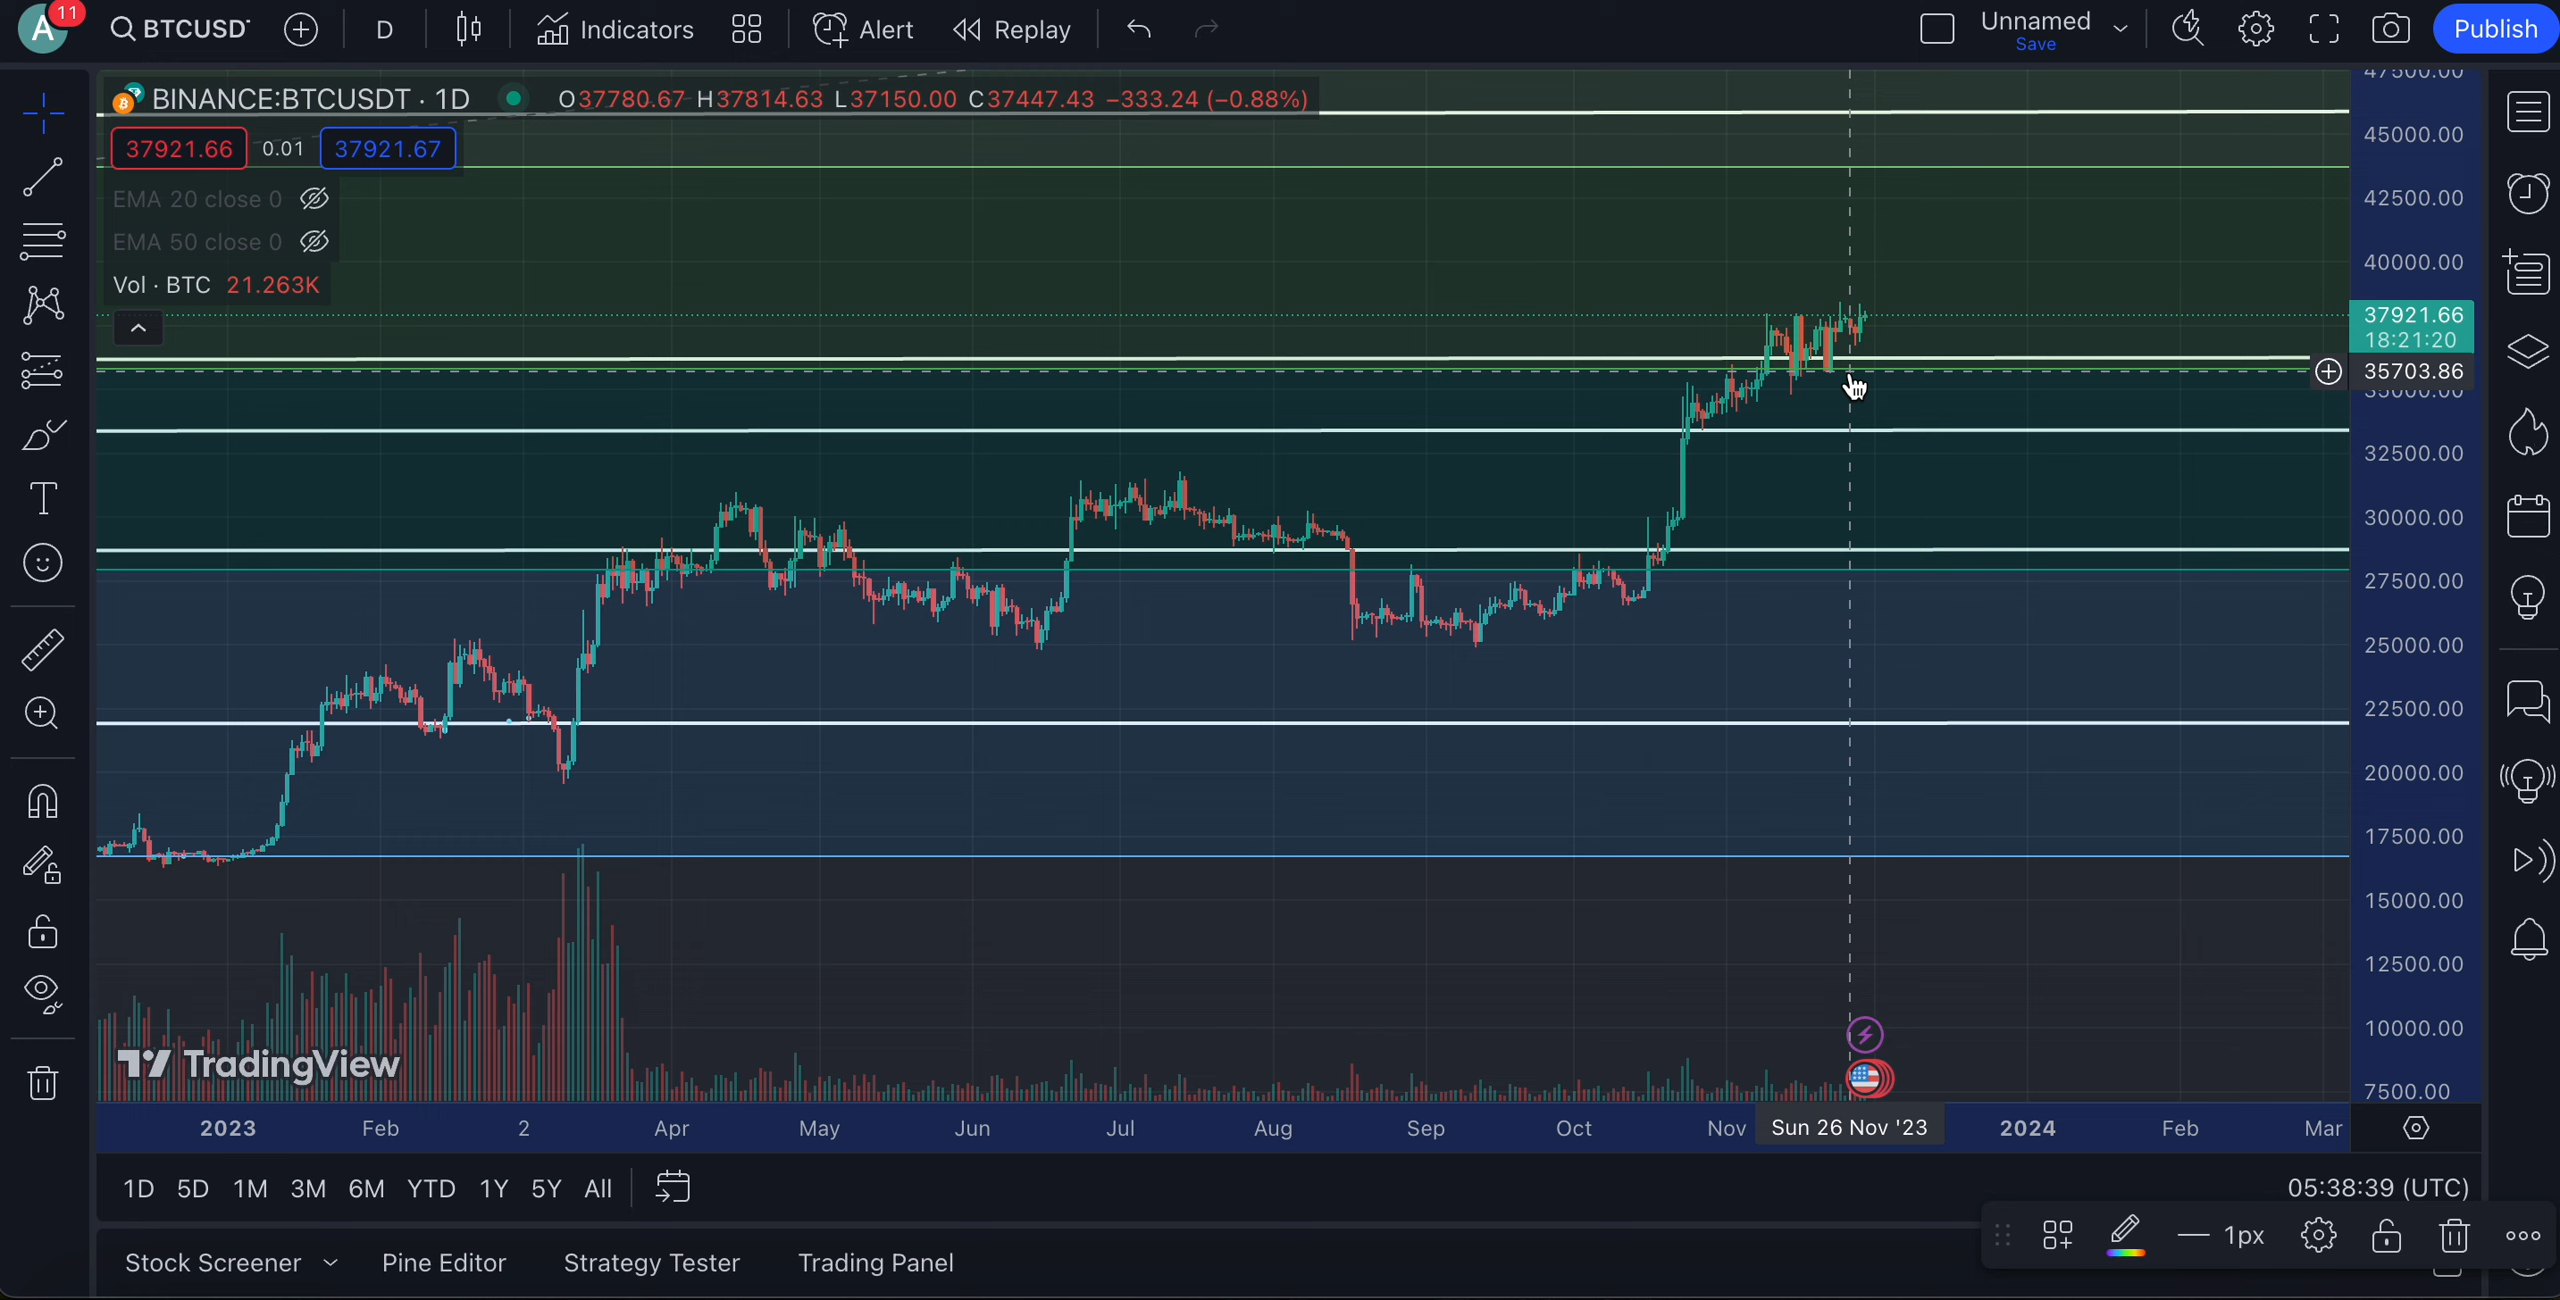 A 11 BTCUSDT D Indicators Alert Replay Unnamed Publish
Save
BINANCE:BTCUSDT · 1D O37780.67 H37814.63 L37150.00 C37447.43 −333.24 (−0.88%)
37921.66 0.01 37921.67
EMA 20 close 0
EMA 50 close 0
Vol · BTC 21.263K
47500.00
45000.00
42500.00
40000.00
37921.66
18:21:20
35703.86
35000.00
32500.00
30000.00
27500.00
25000.00
22500.00
20000.00
17500.00
15000.00
12500.00
10000.00
7500.00
TradingView
2023 Feb 2 Apr May Jun Jul Aug Sep Oct Nov Sun 26 Nov '23 2024 Feb Mar
1D 5D 1M 3M 6M YTD 1Y 5Y All 05:38:39 (UTC)
1px
Stock Screener Pine Editor Strategy Tester Trading Panel